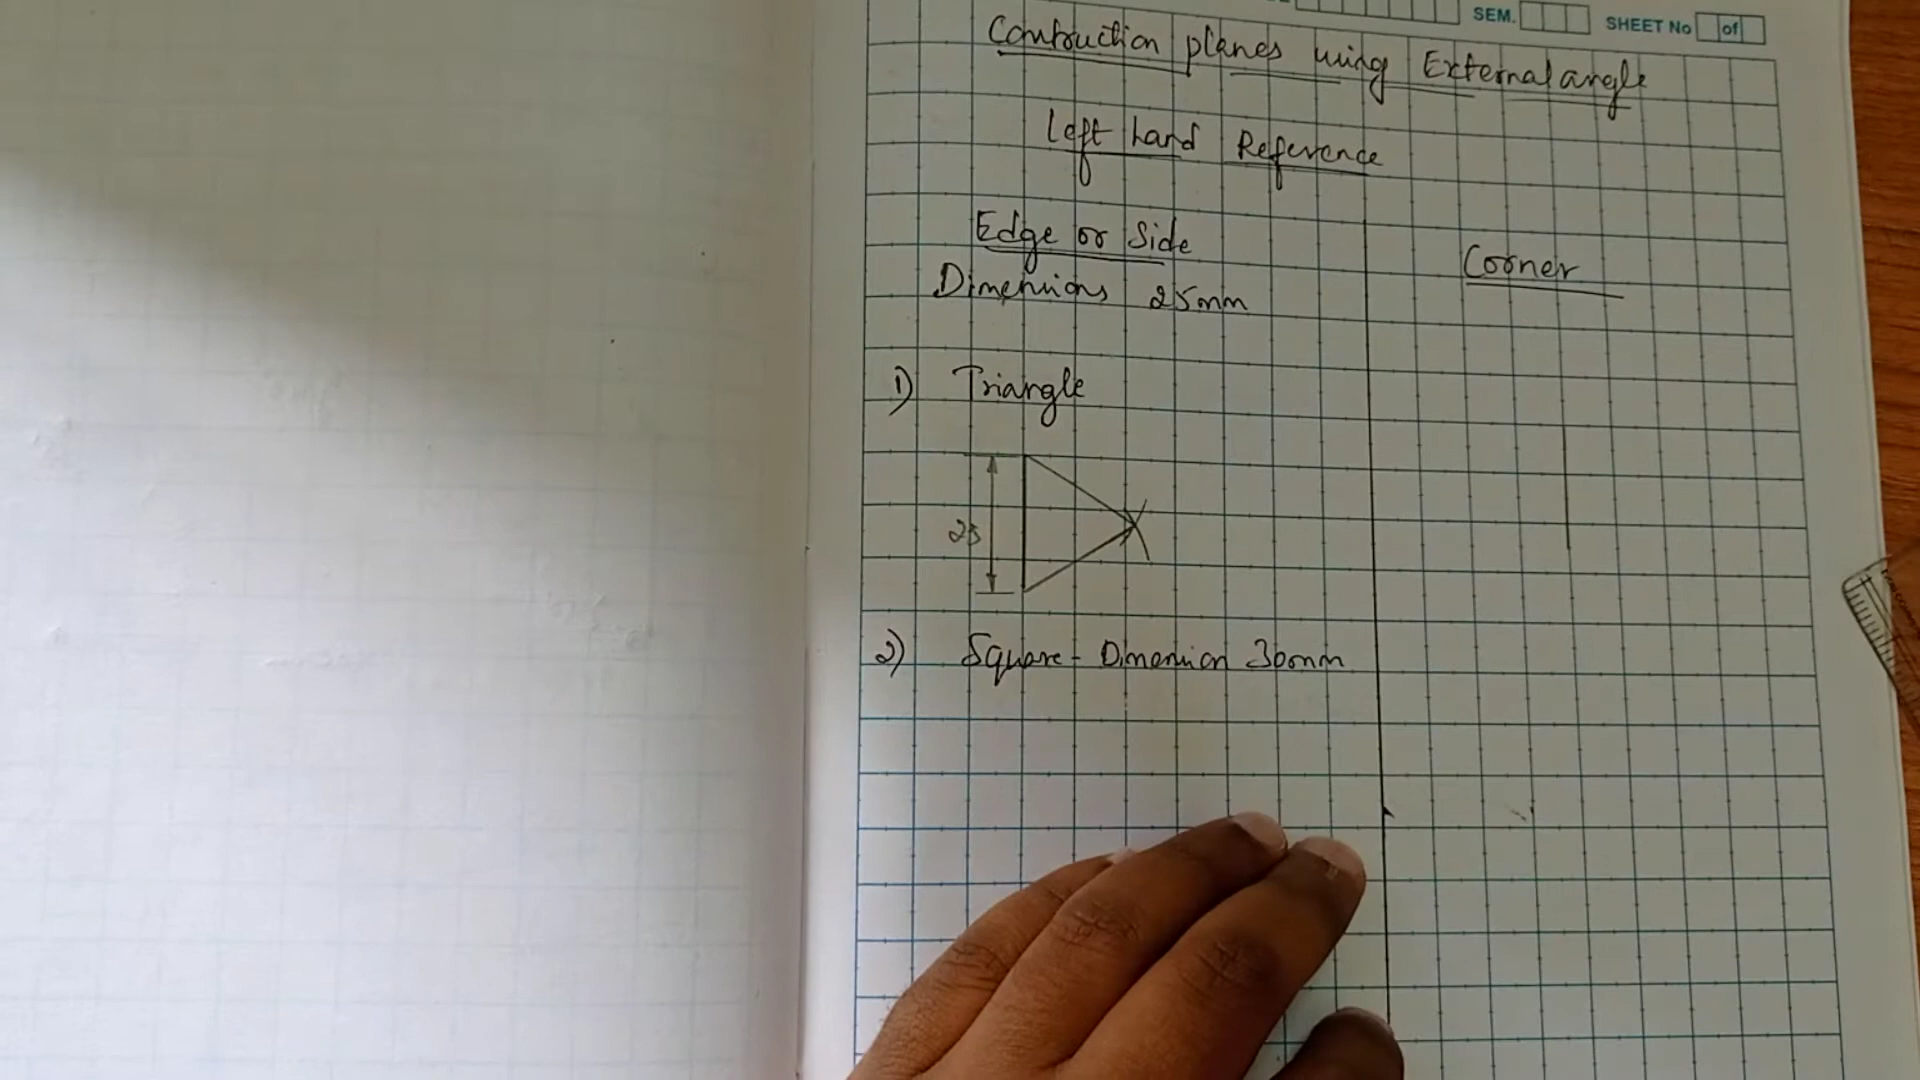 SEM. SHEET No of
Contruction planes using External angle
Left hand Reference
Edge or Side
Corner
Dimensions 25mm
1) Triangle
25
2) Square - Dimension 30mm